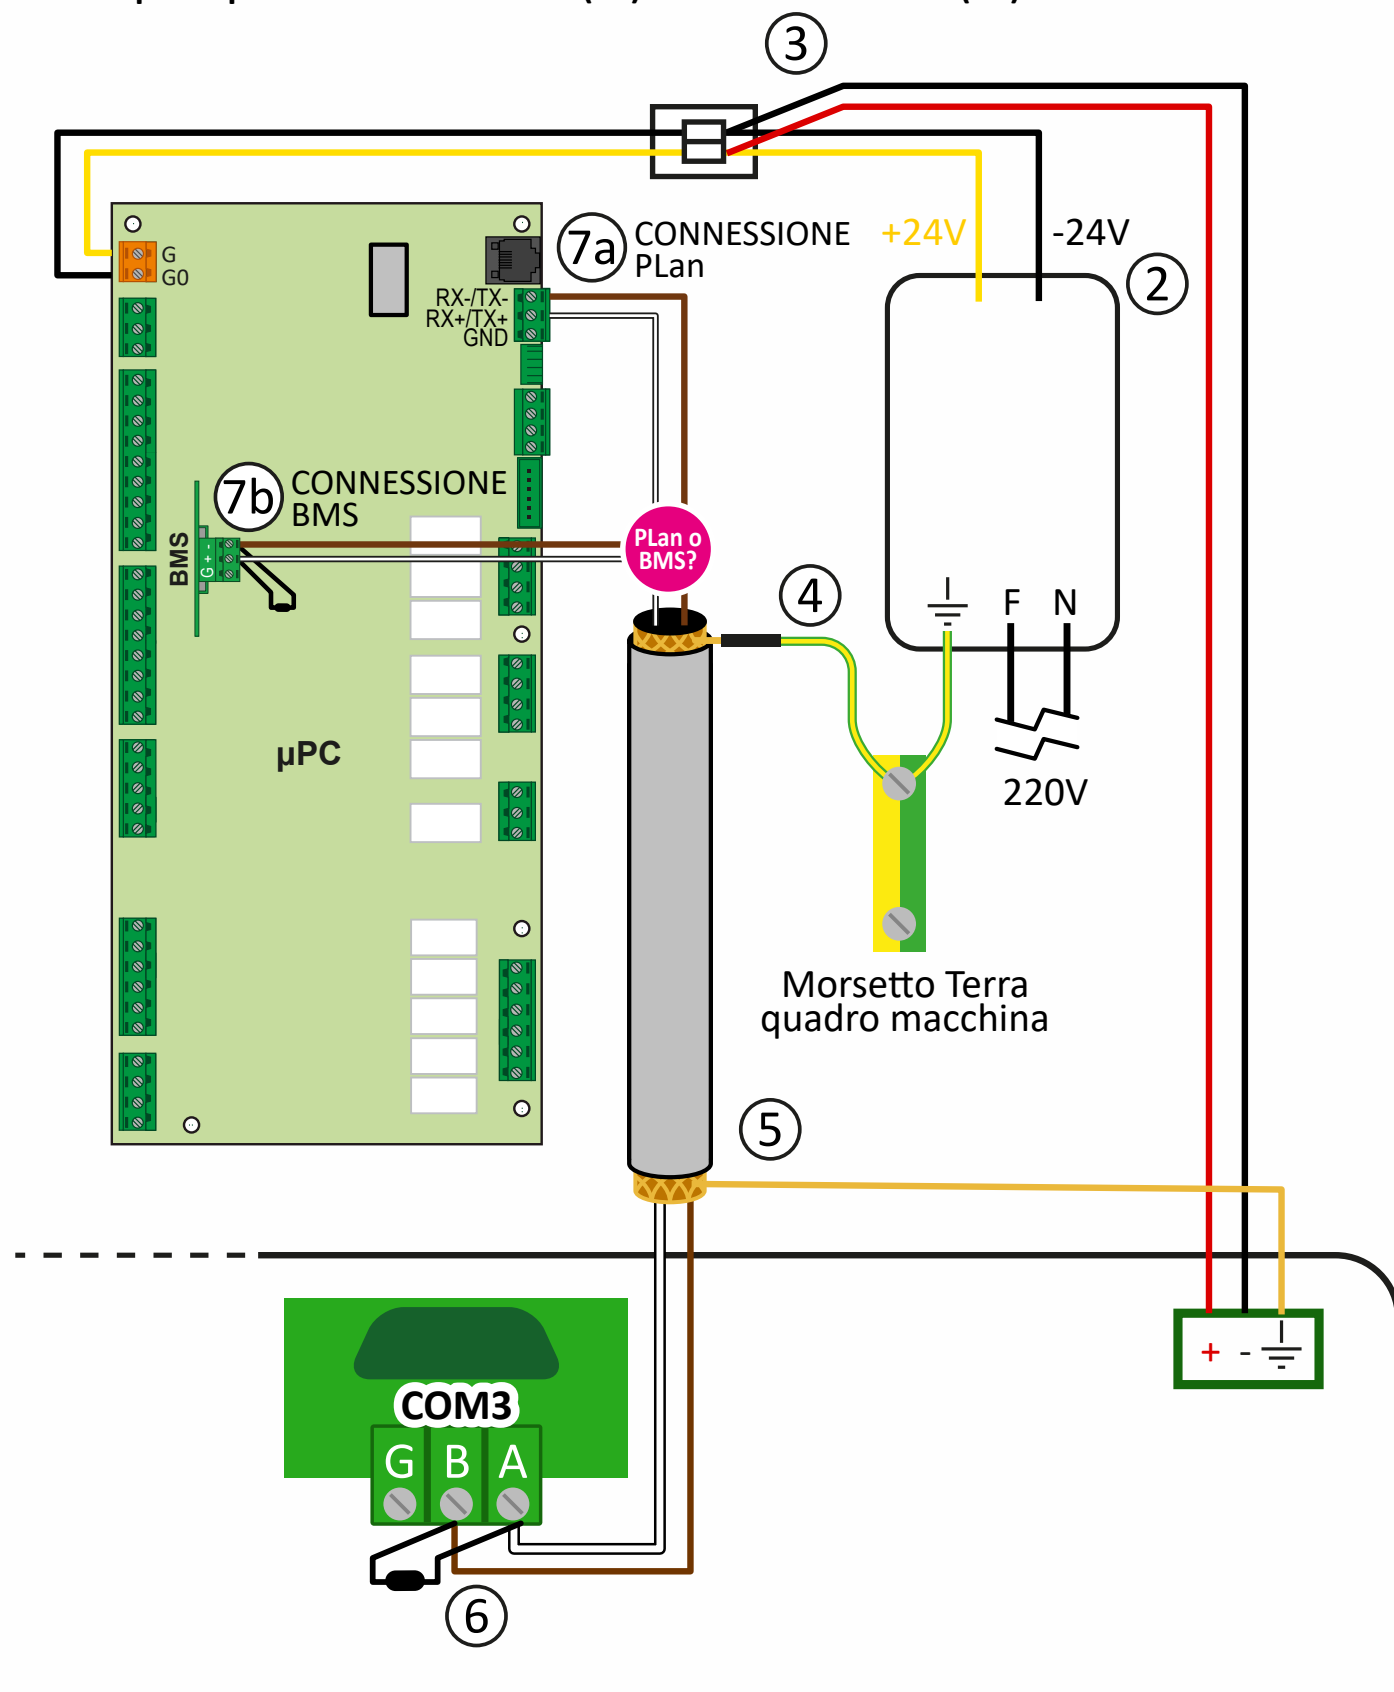 3
7a
CONNESSIONE
PLan
+24V
-24V
2
G
G0
RX-/TX-
RX+/TX+
GND
7b
CONNESSIONE
BMS
BMS
G + -
PLan o
BMS?
4
F N
µPC
220V
Morsetto Terra
quadro macchina
5
+ -
COM3
G B A
6